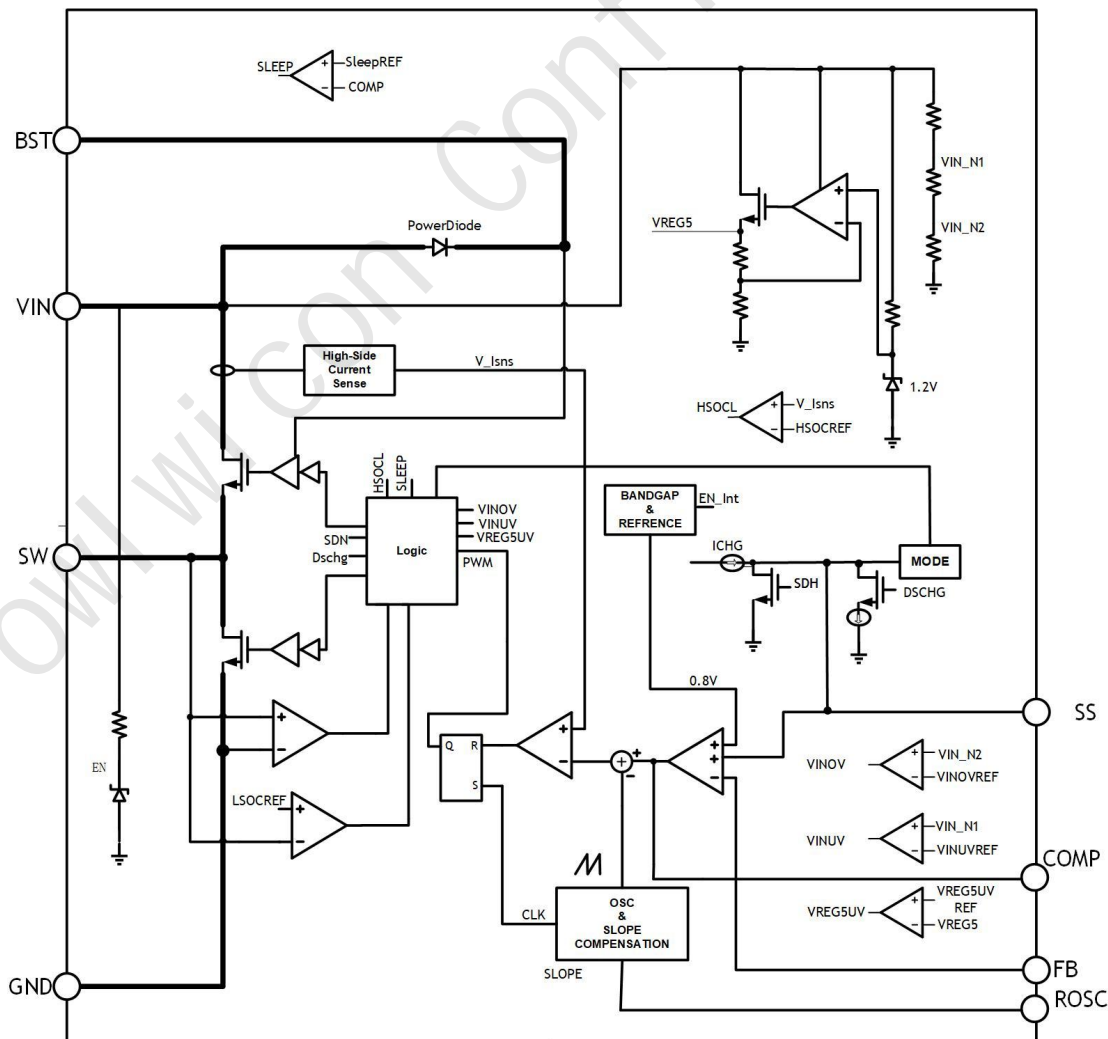 SLEEP
SleepREF
COMP
BST
PowerDiode
VREG5
VIN_N1
VIN_N2
VIN
High-Side
Current
Sense
V_Isns
1.2V
HSOCL
V_Isns
HSOCREF
HSOCL
SLEEP
BANDGAP
&
REFRENCE
EN_Int
VINOV
VINUV
VREG5UV
PWM
Logic
SDN
Dschg
SW
ICHG
SDH
MODE
DSCHG
0.8V
SS
EN
LSOCREF
Q
R
S
VINOV
VIN_N2
VINOVREF
VINUV
VIN_N1
VINUVREF
COMP
VREG5UV
VREG5UV
REF
VREG5
CLK
OSC
&
SLOPE
COMPENSATION
SLOPE
GND
FB
ROSC